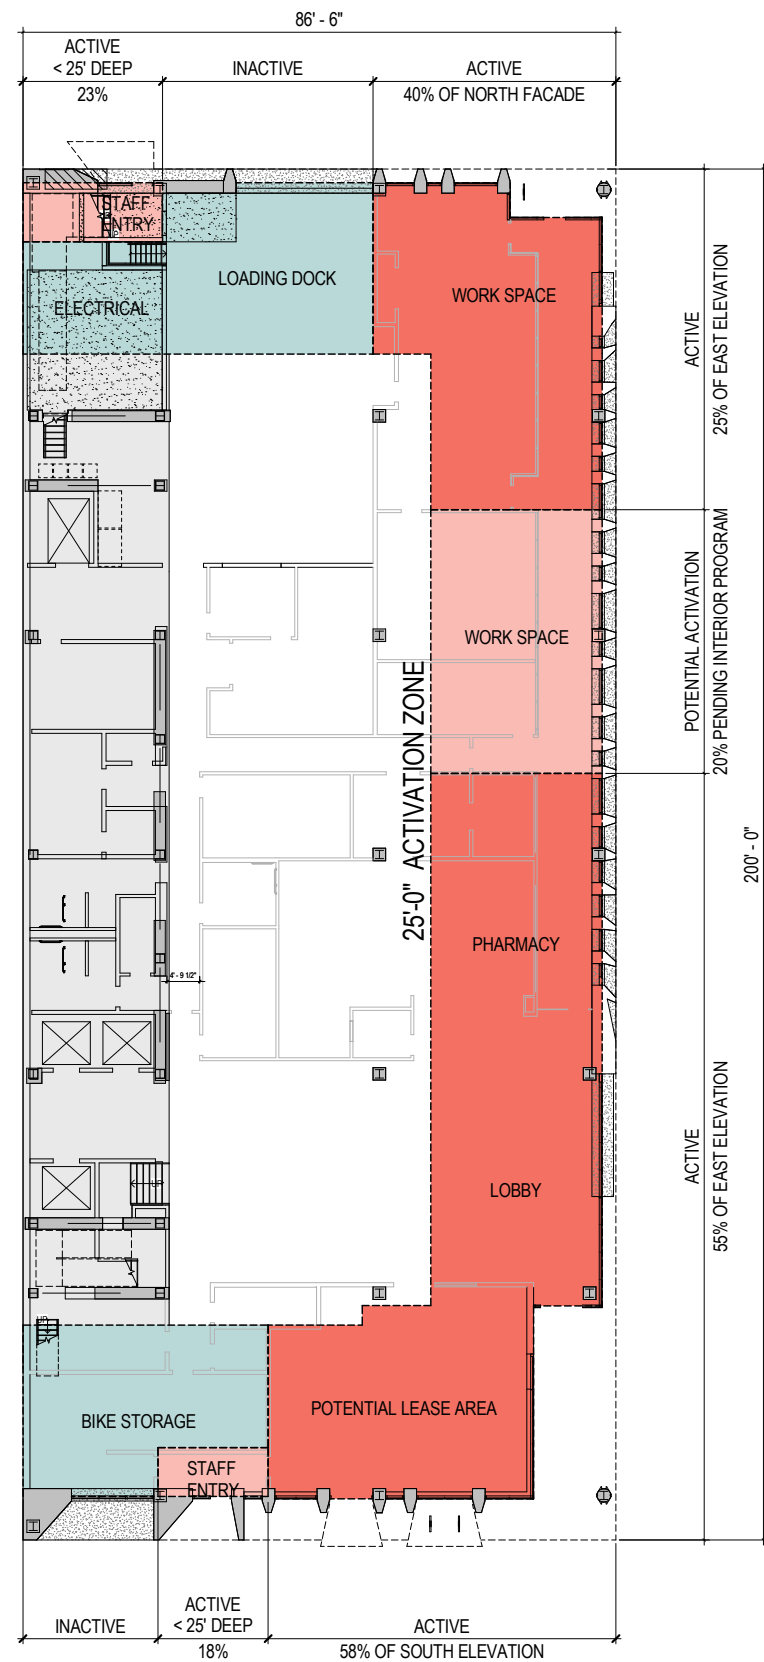 86' - 6"
ACTIVE
< 25' DEEP
23%
INACTIVE
ACTIVE
40% OF NORTH FACADE
STAFF
ENTRY
UP
LOADING DOCK
ELECTRICAL
WORK SPACE
ACTIVE
25% OF EAST ELEVATION
WORK SPACE
POTENTIAL ACTIVATION
20% PENDING INTERIOR PROGRAM
25'-0" ACTIVATION ZONE
200' - 0"
PHARMACY
4' - 9 1/2"
LOBBY
UP
ACTIVE
55% OF EAST ELEVATION
UP
BIKE STORAGE
POTENTIAL LEASE AREA
STAFF
ENTRY
INACTIVE
ACTIVE
< 25' DEEP
18%
ACTIVE
58% OF SOUTH ELEVATION